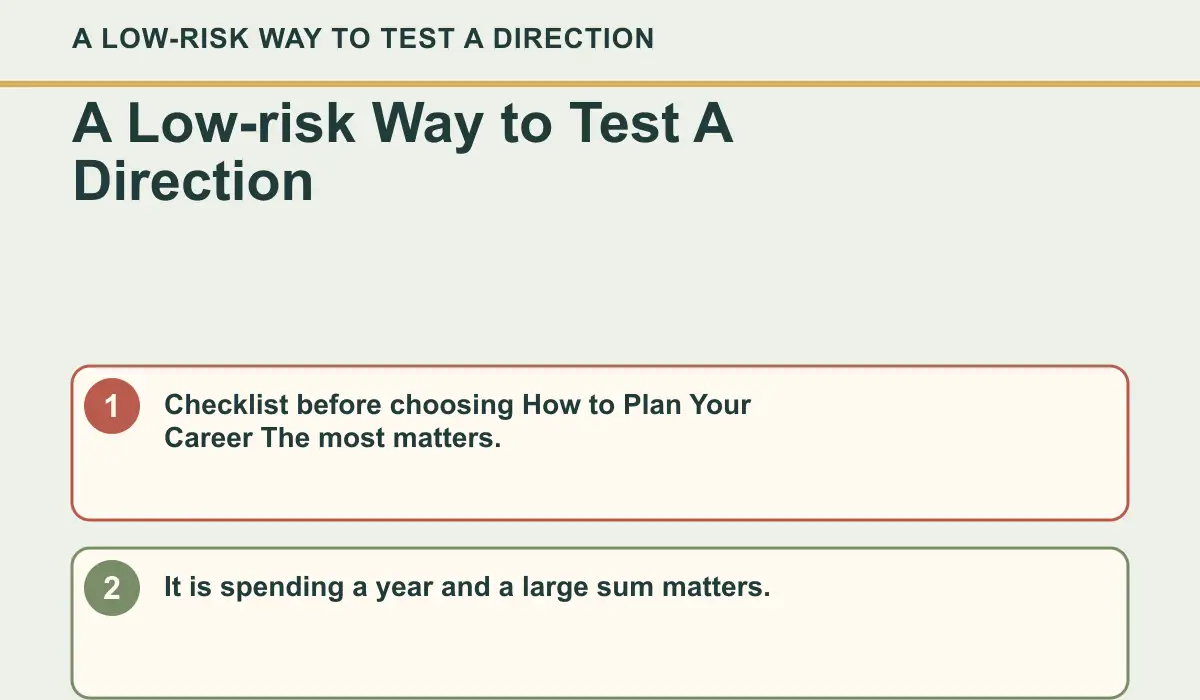 A LOW-RISK WAY TO TEST A DIRECTION
A Low-risk Way to Test A
Direction
1
Checklist before choosing How to Plan Your
Career The most matters.
2
It is spending a year and a large sum matters.